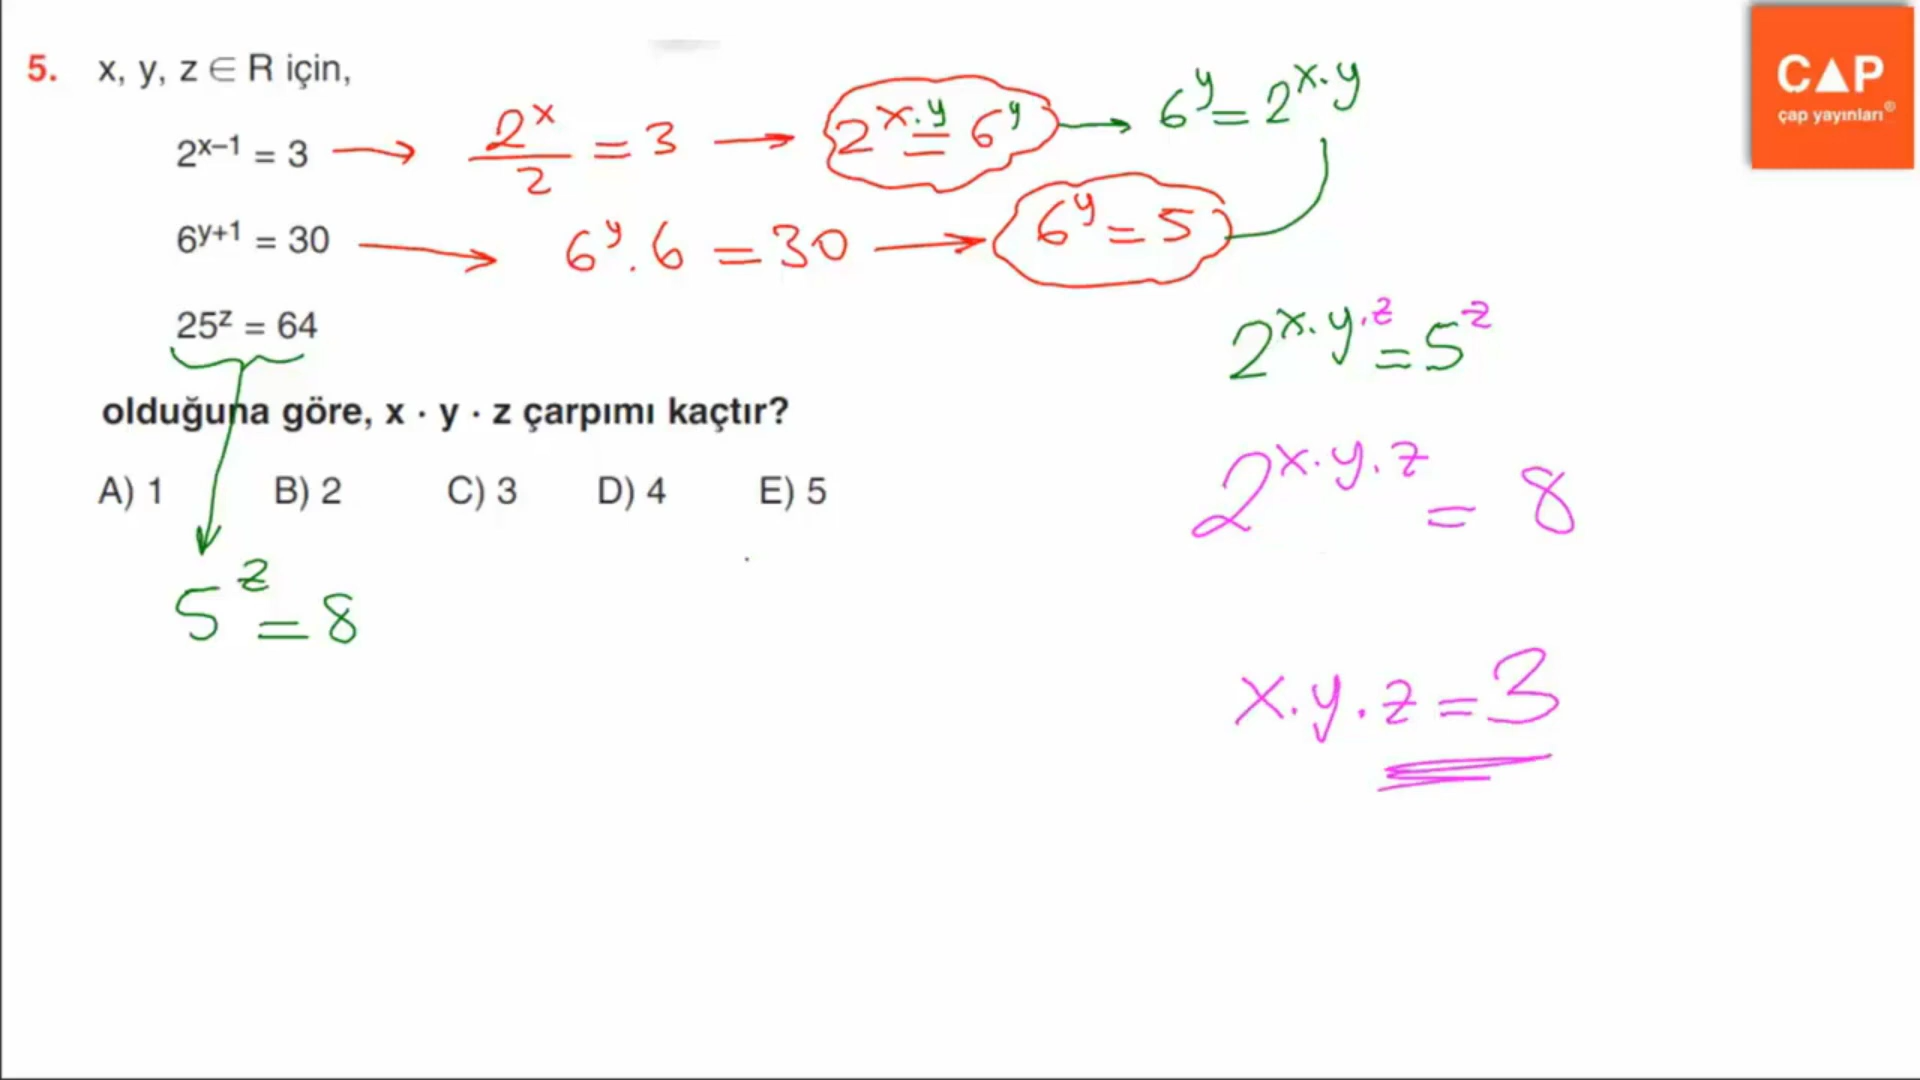 5. x, y, z ∈ R için,
2^{x–1} = 3 → 2^x/2 = 3 → 2^{x.y} = 6^y → 6^y = 2^{x.y}
6^{y+1} = 30 → 6^y.6 = 30 → 6^y = 5
25^z = 64
2^{x.y.z} = 5^z
olduğuna göre, x · y · z çarpımı kaçtır?
2^{x.y.z} = 8
A) 1 B) 2 C) 3 D) 4 E) 5
5^z = 8
x.y.z = 3
CAP
çap yayınları®